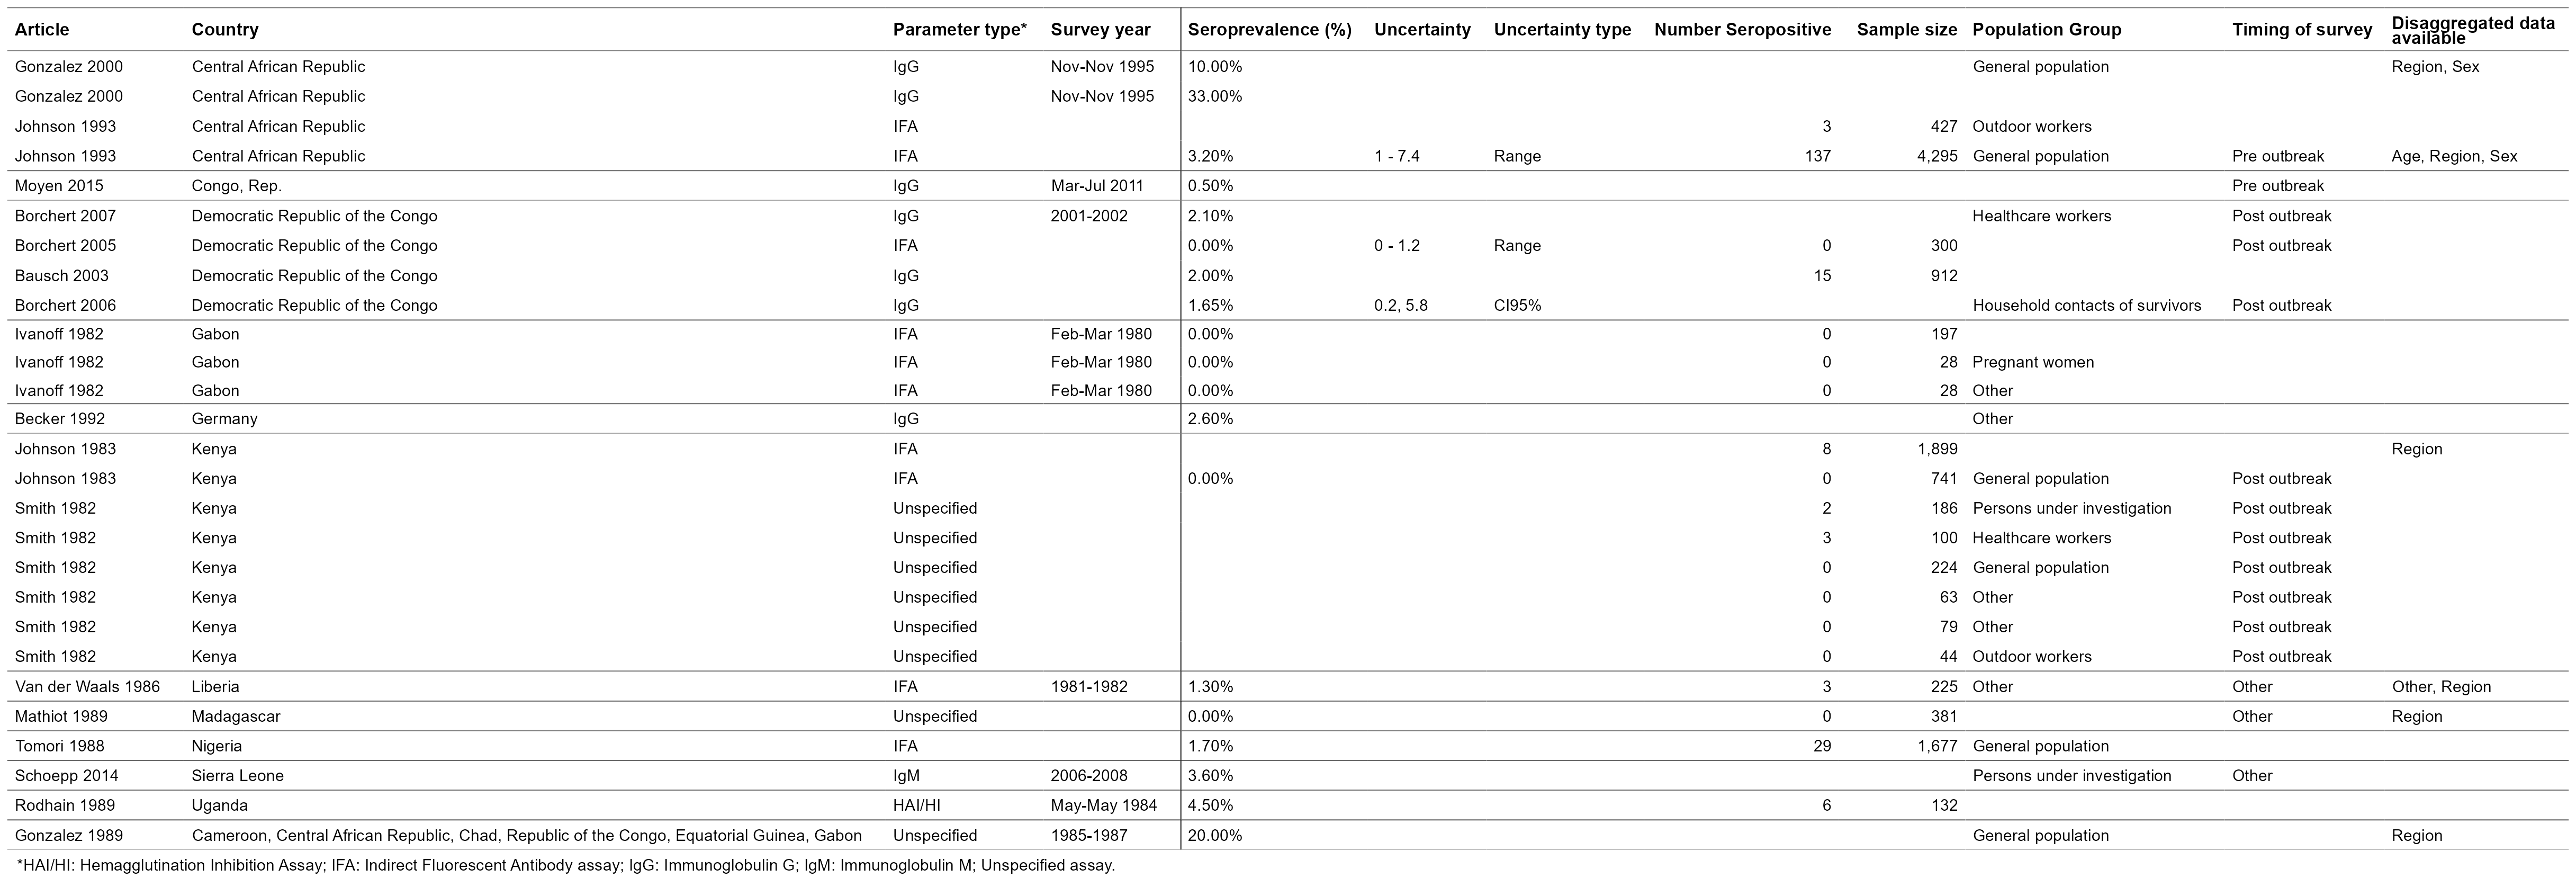 Article Country Parameter type* Survey year Seroprevalence (%) Uncertainty Uncertainty type Number Seropositive Sample size Population Group Timing of survey Disaggregated data available
Gonzalez 2000 Central African Republic IgG Nov-Nov 1995 10.00% General population Region, Sex
Gonzalez 2000 Central African Republic IgG Nov-Nov 1995 33.00%
Johnson 1993 Central African Republic IFA 3 427 Outdoor workers
Johnson 1993 Central African Republic IFA 3.20% 1 - 7.4 Range 137 4,295 General population Pre outbreak Age, Region, Sex
Moyen 2015 Congo, Rep. IgG Mar-Jul 2011 0.50% Pre outbreak
Borchert 2007 Democratic Republic of the Congo IgG 2001-2002 2.10% Healthcare workers Post outbreak
Borchert 2005 Democratic Republic of the Congo IFA 0.00% 0 - 1.2 Range 0 300 Post outbreak
Bausch 2003 Democratic Republic of the Congo IgG 2.00% 15 912
Borchert 2006 Democratic Republic of the Congo IgG 1.65% 0.2, 5.8 CI95% Household contacts of survivors Post outbreak
Ivanoff 1982 Gabon IFA Feb-Mar 1980 0.00% 0 197
Ivanoff 1982 Gabon IFA Feb-Mar 1980 0.00% 0 28 Pregnant women
Ivanoff 1982 Gabon IFA Feb-Mar 1980 0.00% 0 28 Other
Becker 1992 Germany IgG 2.60% Other
Johnson 1983 Kenya IFA 8 1,899 Region
Johnson 1983 Kenya IFA 0.00% 0 741 General population Post outbreak
Smith 1982 Kenya Unspecified 2 186 Persons under investigation Post outbreak
Smith 1982 Kenya Unspecified 3 100 Healthcare workers Post outbreak
Smith 1982 Kenya Unspecified 0 224 General population Post outbreak
Smith 1982 Kenya Unspecified 0 63 Other Post outbreak
Smith 1982 Kenya Unspecified 0 79 Other Post outbreak
Smith 1982 Kenya Unspecified 0 44 Outdoor workers Post outbreak
Van der Waals 1986 Liberia IFA 1981-1982 1.30% 3 225 Other Other Other, Region
Mathiot 1989 Madagascar Unspecified 0.00% 0 381 Other Region
Tomori 1988 Nigeria IFA 1.70% 29 1,677 General population
Schoepp 2014 Sierra Leone IgM 2006-2008 3.60% Persons under investigation Other
Rodhain 1989 Uganda HAI/HI May-May 1984 4.50% 6 132
Gonzalez 1989 Cameroon, Central African Republic, Chad, Republic of the Congo, Equatorial Guinea, Gabon Unspecified 1985-1987 20.00% General population Region
*HAI/HI: Hemagglutination Inhibition Assay; IFA: Indirect Fluorescent Antibody assay; IgG: Immunoglobulin G; IgM: Immunoglobulin M; Unspecified assay.